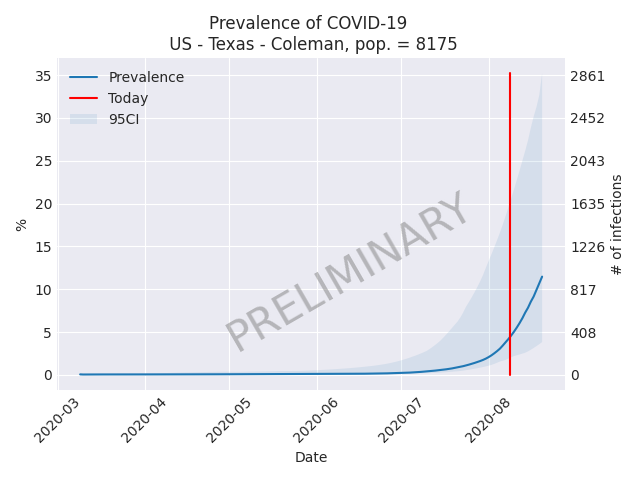 Prevalence of COVID-19
US - Texas - Coleman, pop. = 8175
Prevalence
Today
95CI
PRELIMINARY
%
35
30
25
20
15
10
5
0
2861
2452
2043
1635
1226
817
408
0
# of infections
2020-03
2020-04
2020-05
2020-06
2020-07
2020-08
Date